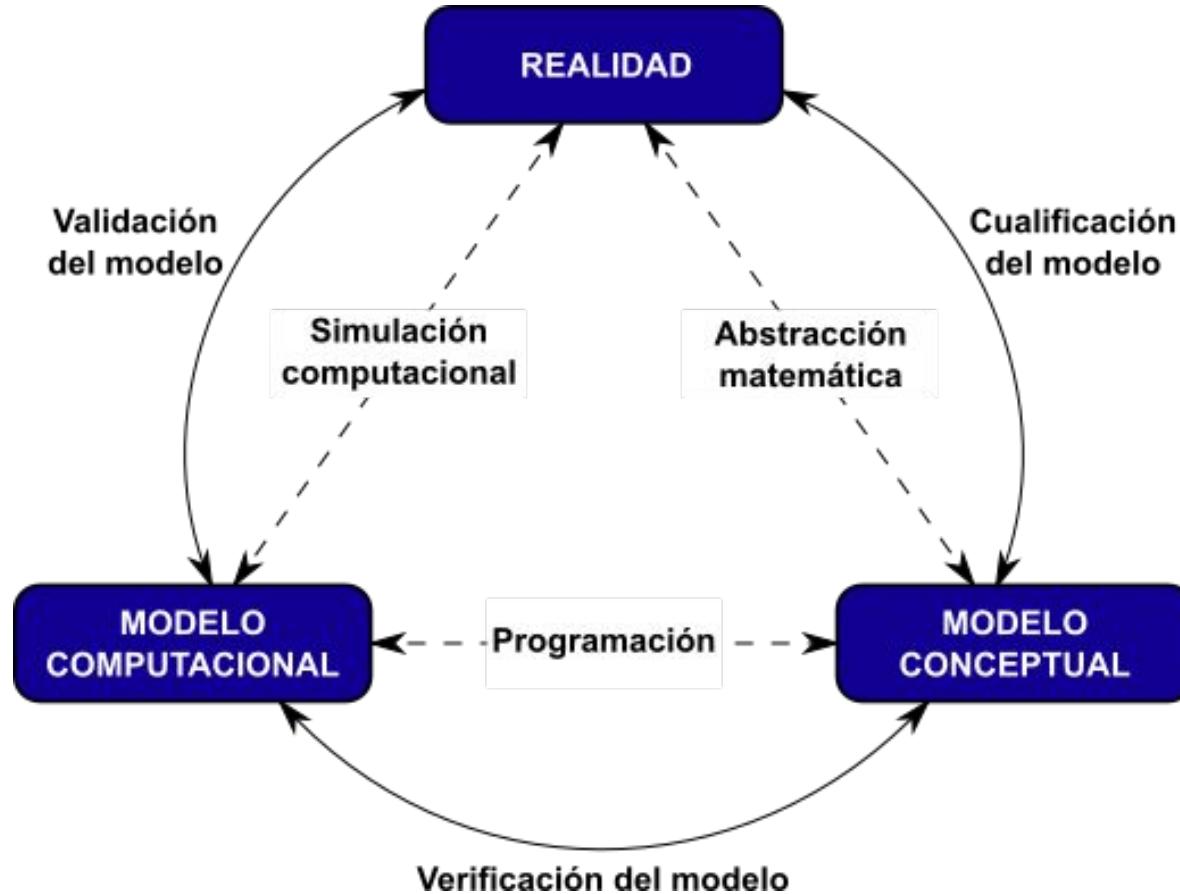 REALIDAD
Validación
del modelo
Cualificación
del modelo
Simulación
computacional
Abstracción
matemática
MODELO
COMPUTACIONAL
Programación
MODELO
CONCEPTUAL
Verificación del modelo